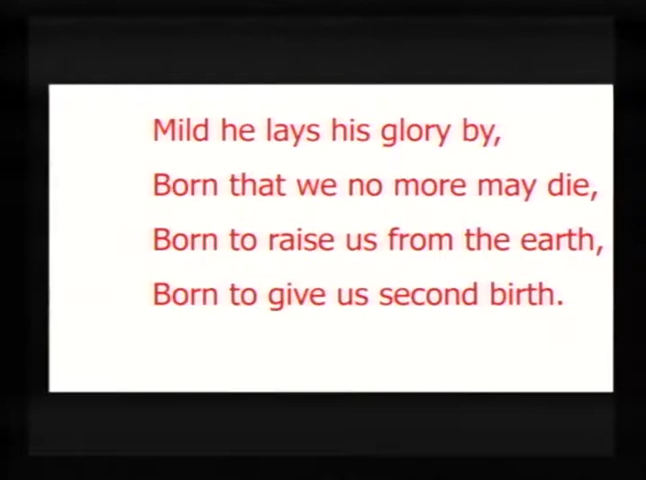 Mild he lays his glory by,
Born that we no more may die,
Born to raise us from the earth,
Born to give us second birth.